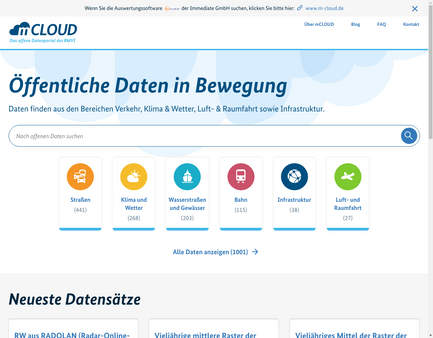 Wenn Sie die Auswertungssoftware der Immediate GmbH suchen, klicken Sie bitte hier: www.m-cloud.de
mCLOUD
Das offene Datenportal des BMVI
Über mCLOUD Blog FAQ Kontakt
Öffentliche Daten in Bewegung
Daten finden aus den Bereichen Verkehr, Klima & Wetter, Luft- & Raumfahrt sowie Infrastruktur.
Nach offenen Daten suchen
Straßen
(441)
Klima und
Wetter
(268)
Wasserstraßen
und Gewässer
(203)
Bahn
(115)
Infrastruktur
(38)
Luft- und
Raumfahrt
(27)
Alle Daten anzeigen (1001)
Neueste Datensätze
RW aus RADOLAN (Radar-Online-
Vieljährige mittlere Raster der
Vieljähriges Mittel der Raster der